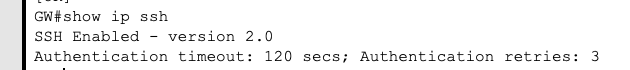 GW#show ip ssh
SSH Enabled - version 2.0
Authentication timeout: 120 secs; Authentication retries: 3